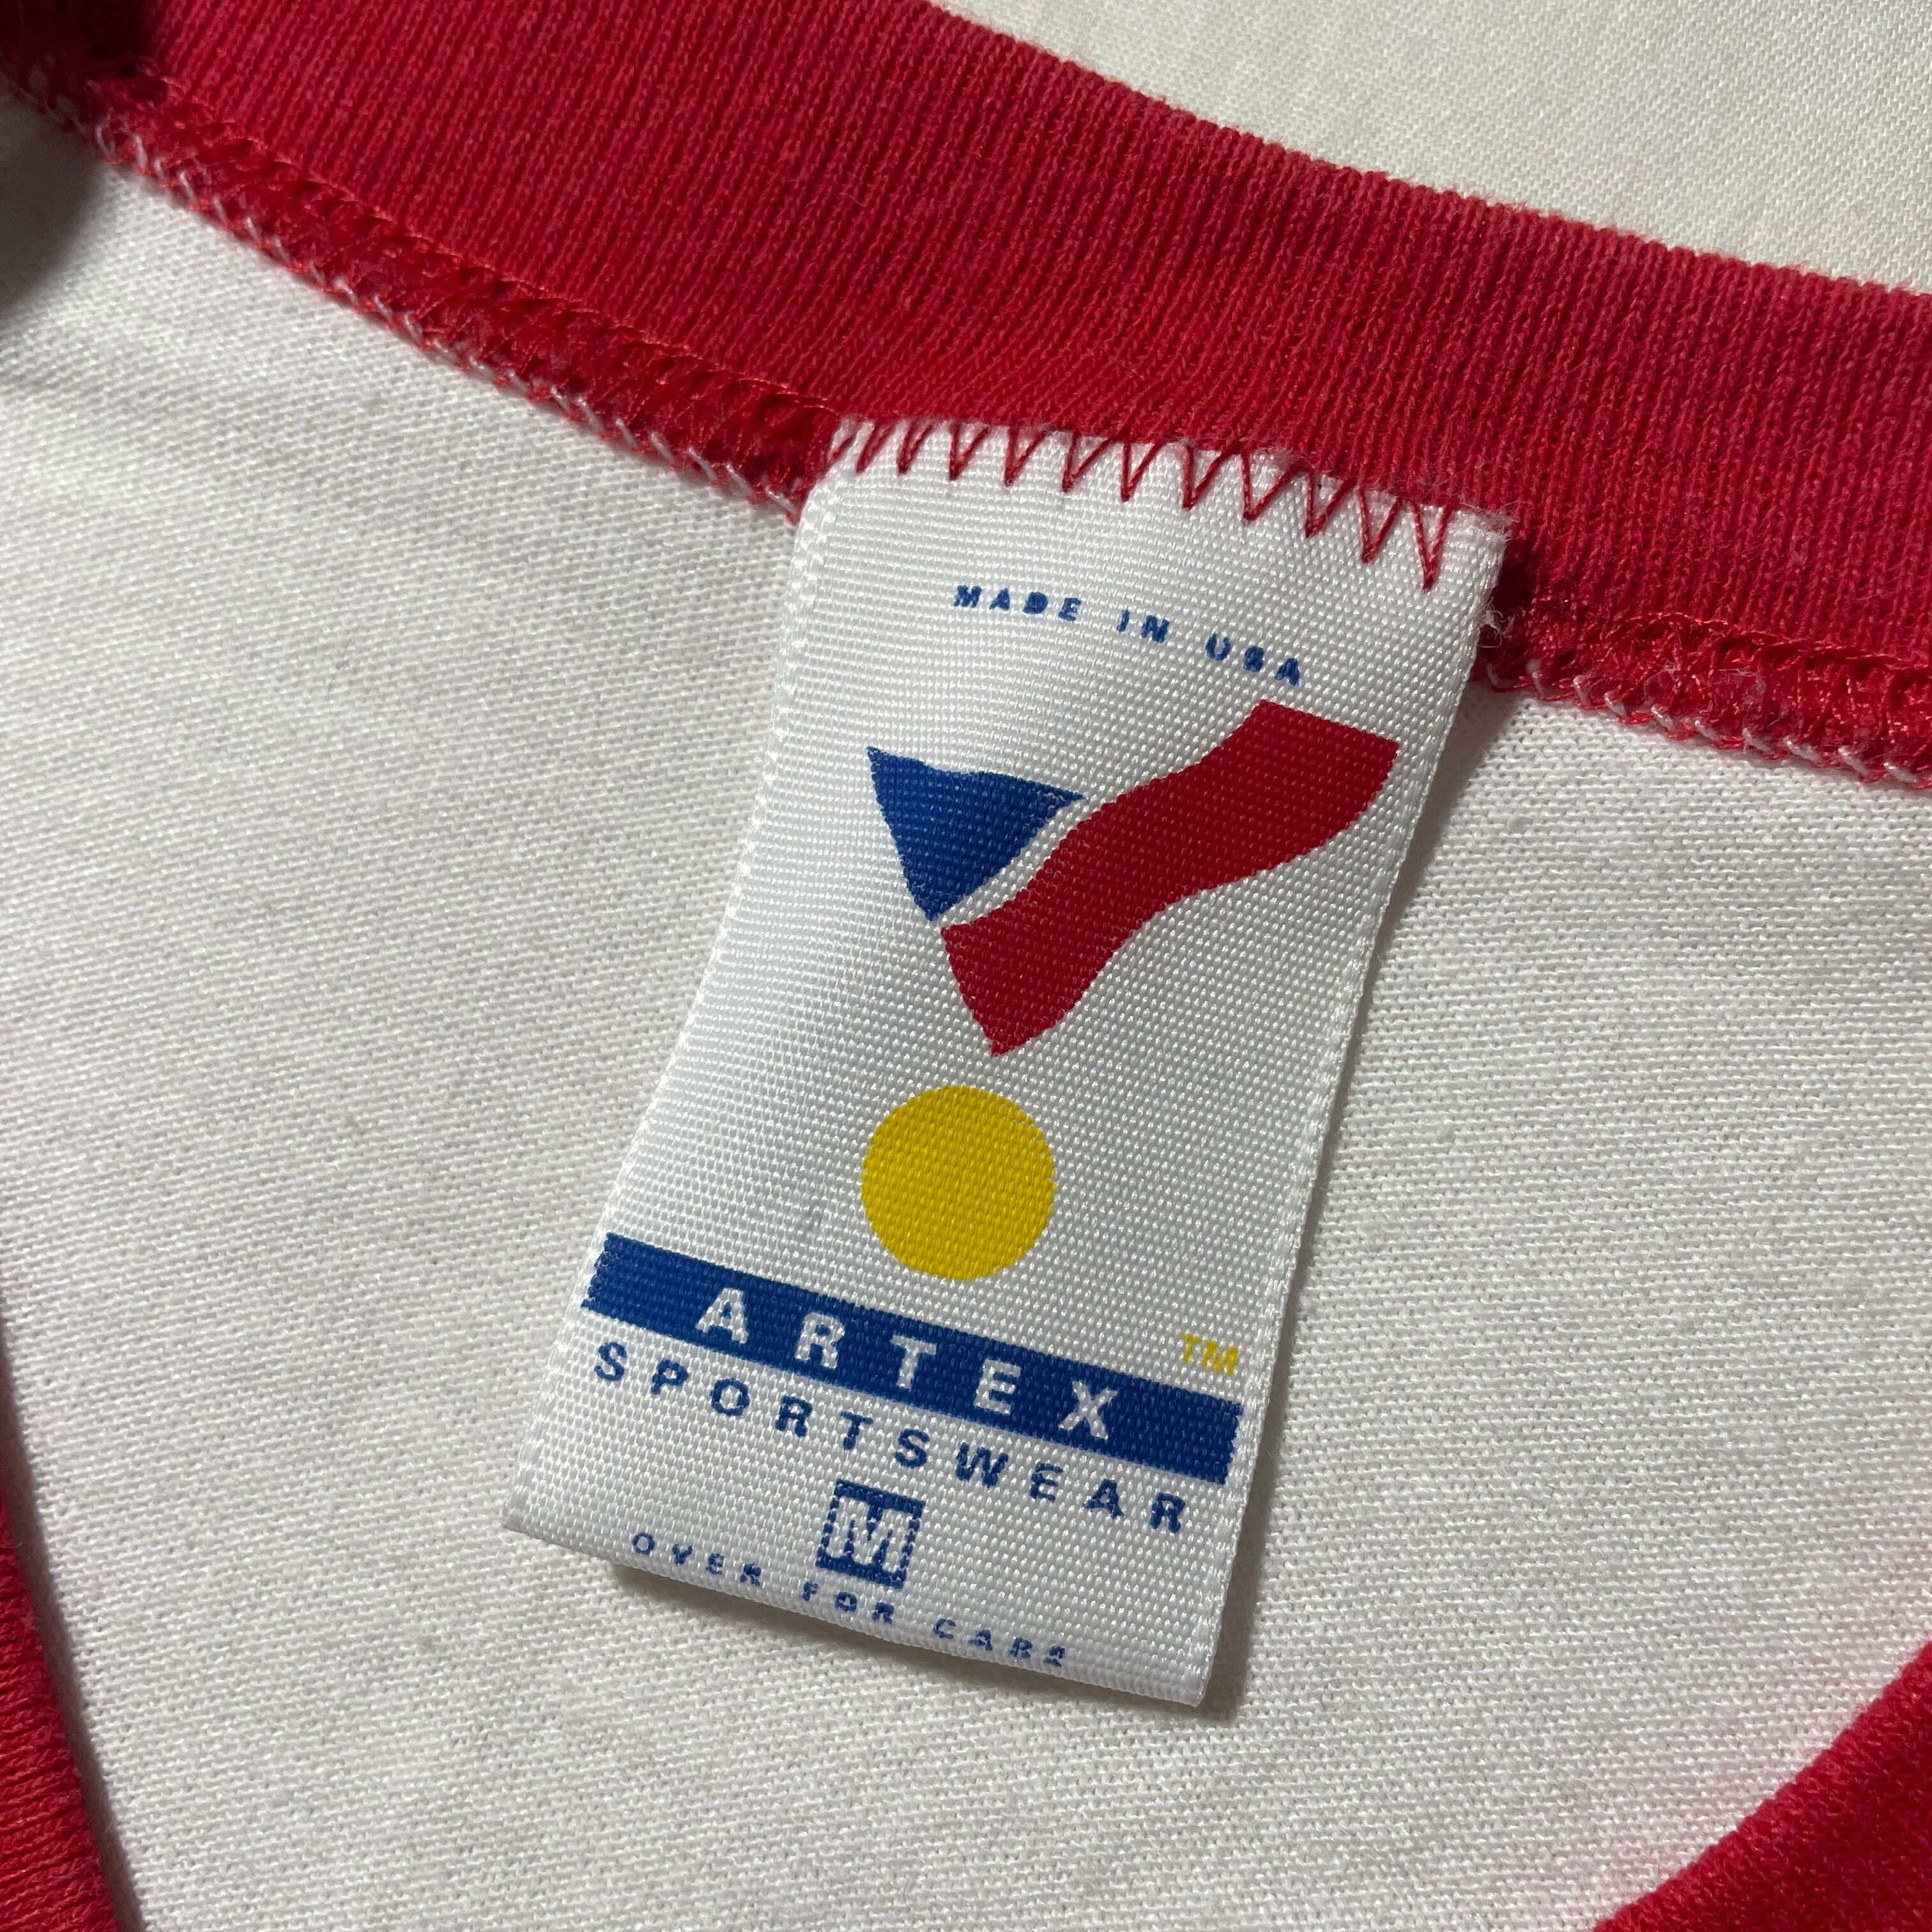 MADE IN USA
ARTEX TM
SPORTSWEAR
M
OVER FOR CARE